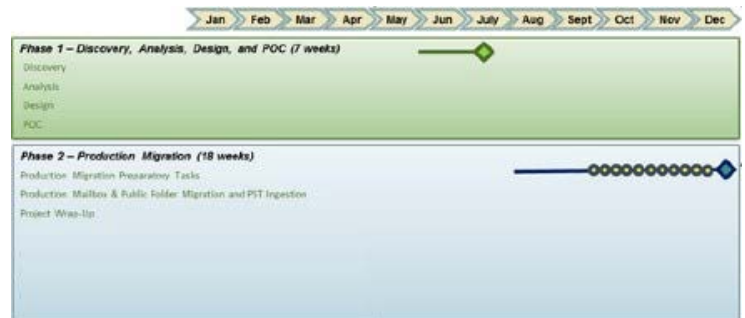 Jan Feb Mar Apr May Jun July Aug Sept Oct Nov Dec
Phase 1 – Discovery, Analysis, Design, and POC (7 weeks)
Discovery
Analysis
Design
POC
Phase 2 – Production Migration (18 weeks)
Production Migration Preparatory Tasks
Production Mailbox & Public Folder Migration and PST Ingestion
Project Wrap-Up